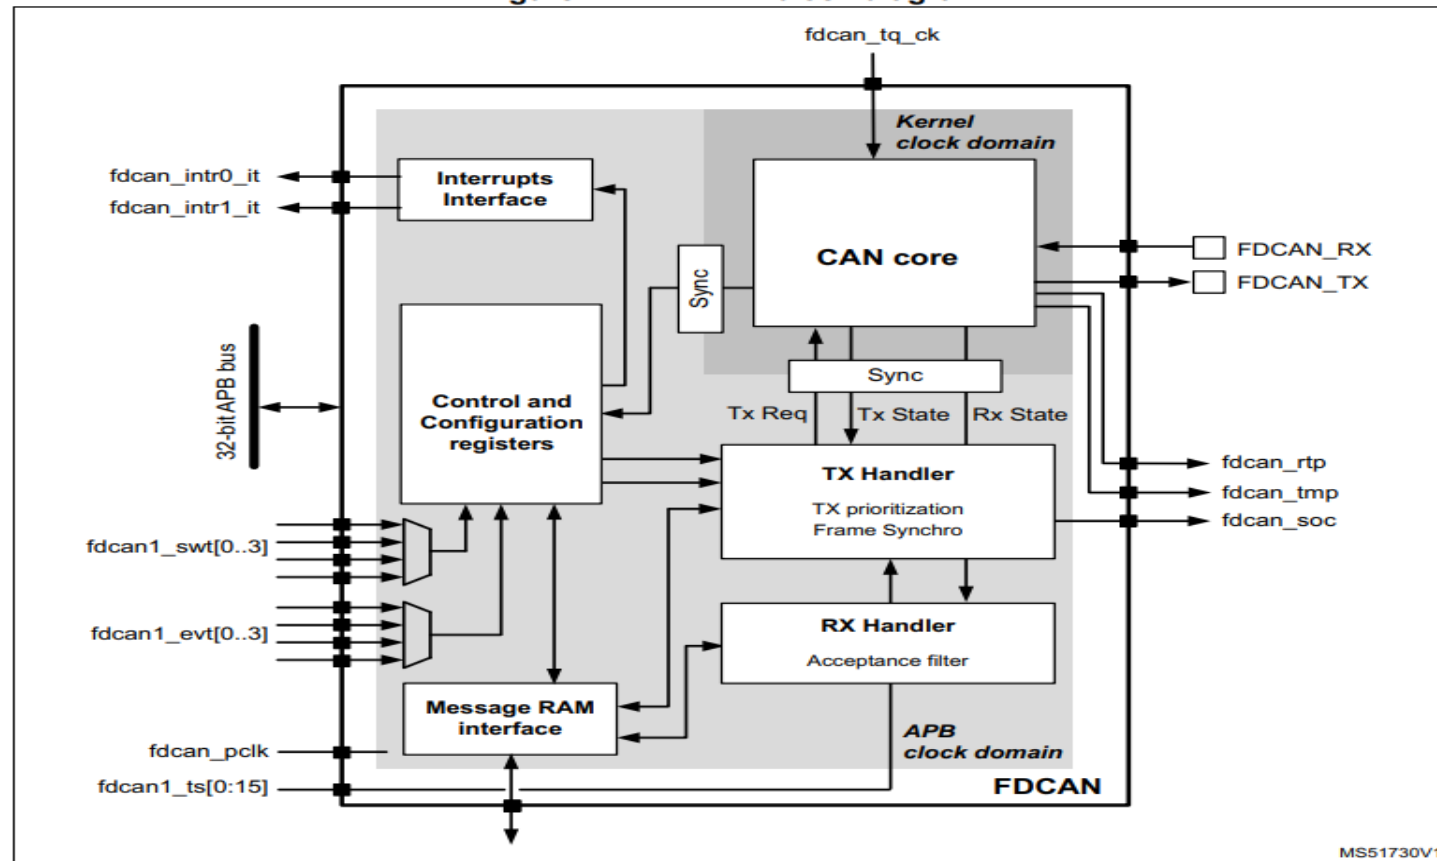 fdcan_tq_ck
Kernel
clock domain
fdcan_intr0_it
fdcan_intr1_it
Interrupts
Interface
CAN core
FDCAN_RX
FDCAN_TX
Sync
Sync
32-bit APB bus
Control and
Configuration
registers
Tx Req
Tx State
Rx State
TX Handler
TX prioritization
Frame Synchro
fdcan_rtp
fdcan_tmp
fdcan_soc
fdcan1_swt[0..3]
fdcan1_evt[0..3]
RX Handler
Acceptance filter
Message RAM
interface
APB
clock domain
fdcan_pclk
fdcan1_ts[0:15]
FDCAN
MS51730V1